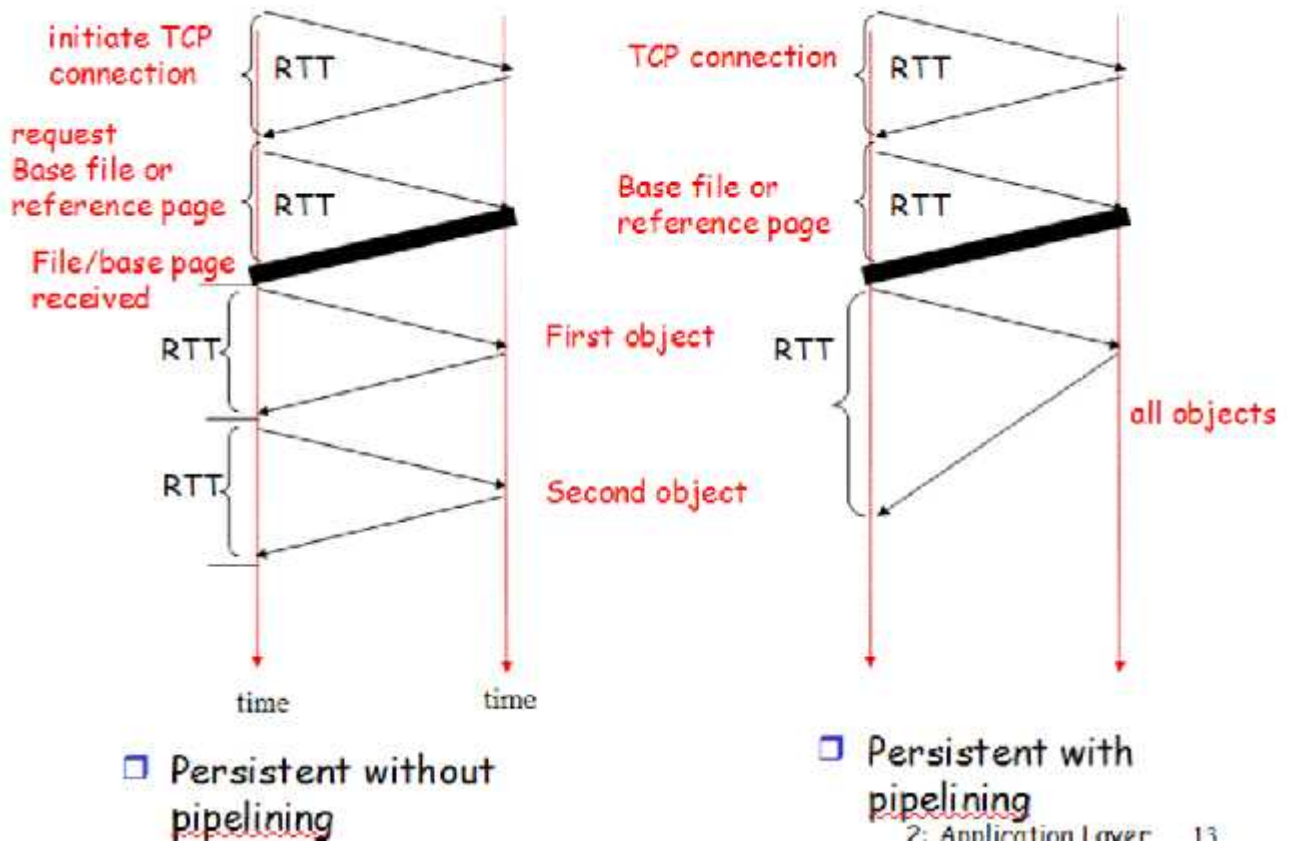 initiate TCP
connection
RTT
request
Base file or
reference page
RTT
File/base page
received
RTT
First object
RTT
Second object
time
time
❒ Persistent without
pipelining
TCP connection
RTT
Base file or
reference page
RTT
RTT
all objects
❒ Persistent with
pipelining
2: Application Layer 13